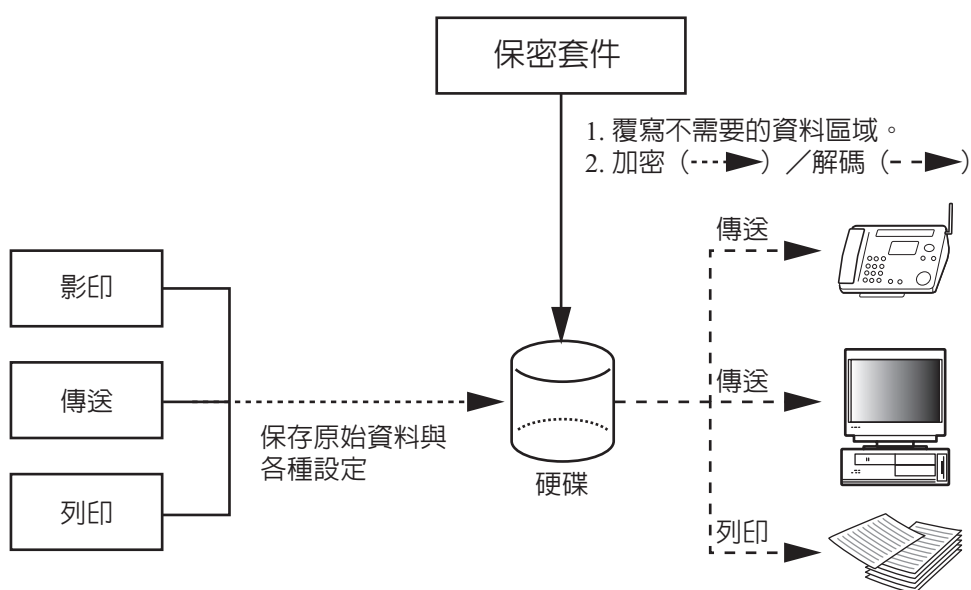 保密套件
1. 覆寫不需要的資料區域。
2. 加密（）／解碼（）
傳送
影印
傳送
傳送
保存原始資料與
各種設定
硬碟
列印
列印